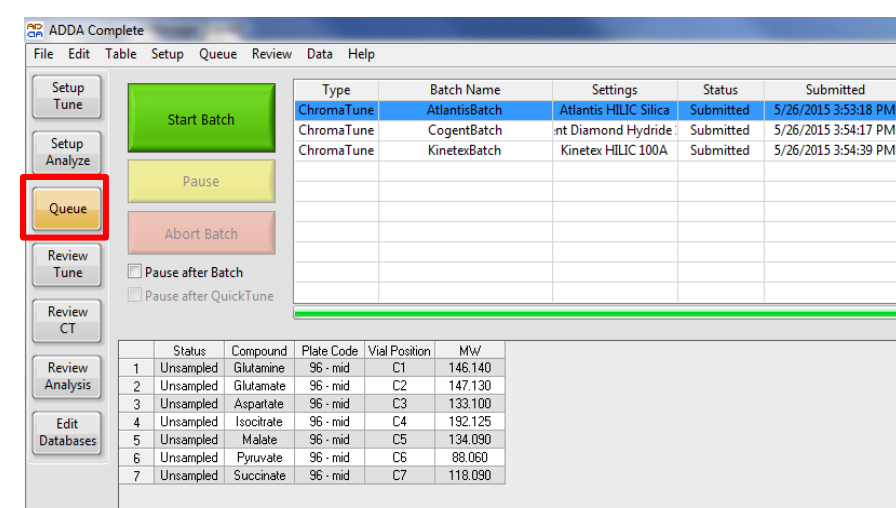 ADDA Complete
File Edit Table Setup Queue Review Data Help
Setup Tune
Setup Analyze
Queue
Review Tune
Review CT
Review Analysis
Edit Databases
Start Batch
Pause
Abort Batch
Pause after Batch
Pause after QuickTune
Type Batch Name Settings Status Submitted
ChromaTune AtlantisBatch Atlantis HILIC Silica Submitted 5/26/2015 3:53:18 PM
ChromaTune CogentBatch nt Diamond Hydride Submitted 5/26/2015 3:54:17 PM
ChromaTune KinetexBatch Kinetex HILIC 100A Submitted 5/26/2015 3:54:39 PM
Status Compound Plate Code Vial Position MW
1 Unsampled Glutamine 96 - mid C1 146.140
2 Unsampled Glutamate 96 - mid C2 147.130
3 Unsampled Aspartate 96 - mid C3 133.100
4 Unsampled Isocitrate 96 - mid C4 192.125
5 Unsampled Malate 96 - mid C5 134.090
6 Unsampled Pyruvate 96 - mid C6 88.060
7 Unsampled Succinate 96 - mid C7 118.090